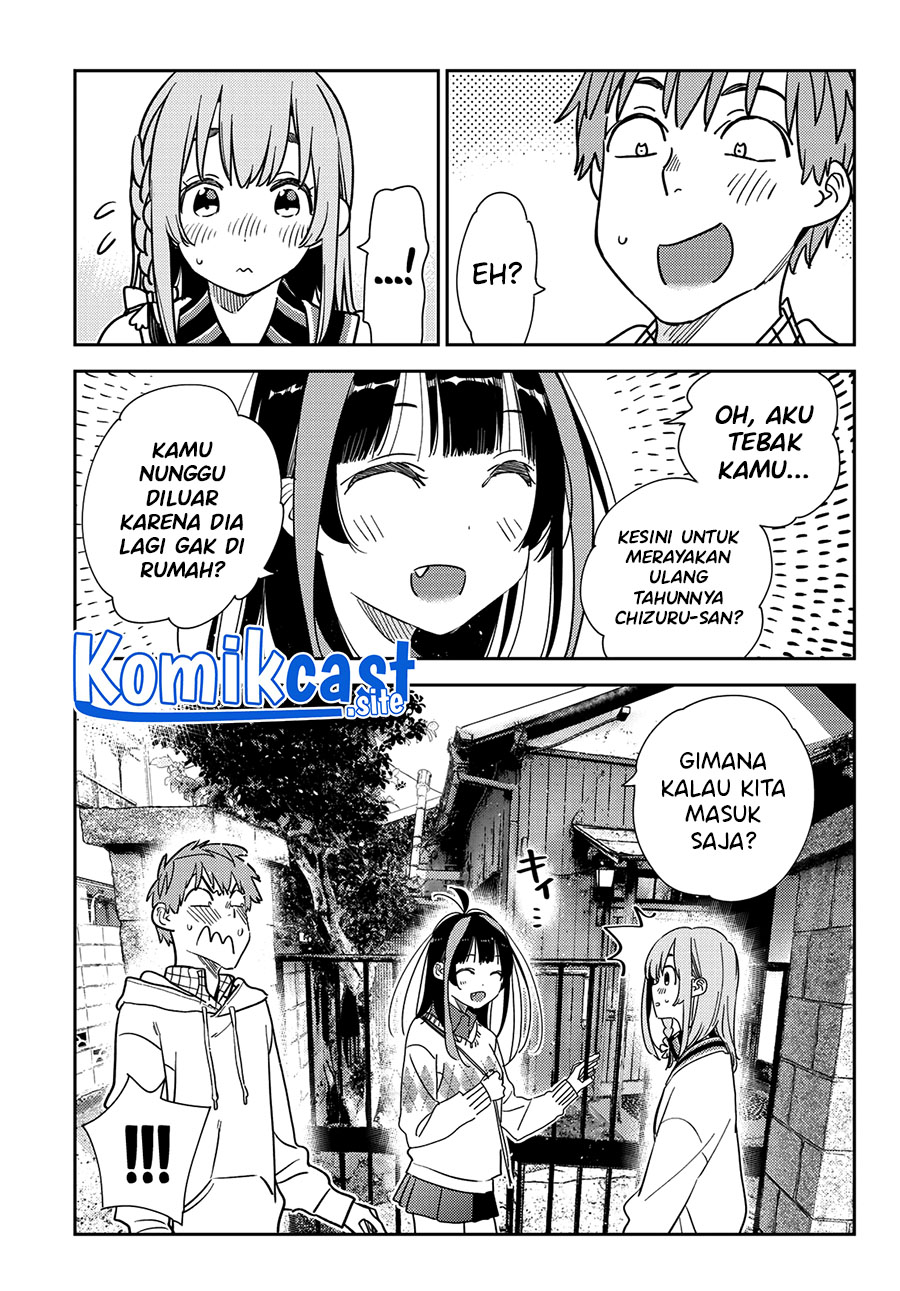 EH?
....!
OH, AKU
TEBAK
KAMU...
KESINI UNTUK
MERAYAKAN
ULANG
TAHUNNYA
CHIZURU-SAN?
KAMU
NUNGGU
DILUAR
KARENA DIA
LAGI GAK DI
RUMAH?
Komikcast
.site
GIMANA
KALAU KITA
MASUK
SAJA?
キィ
!!!